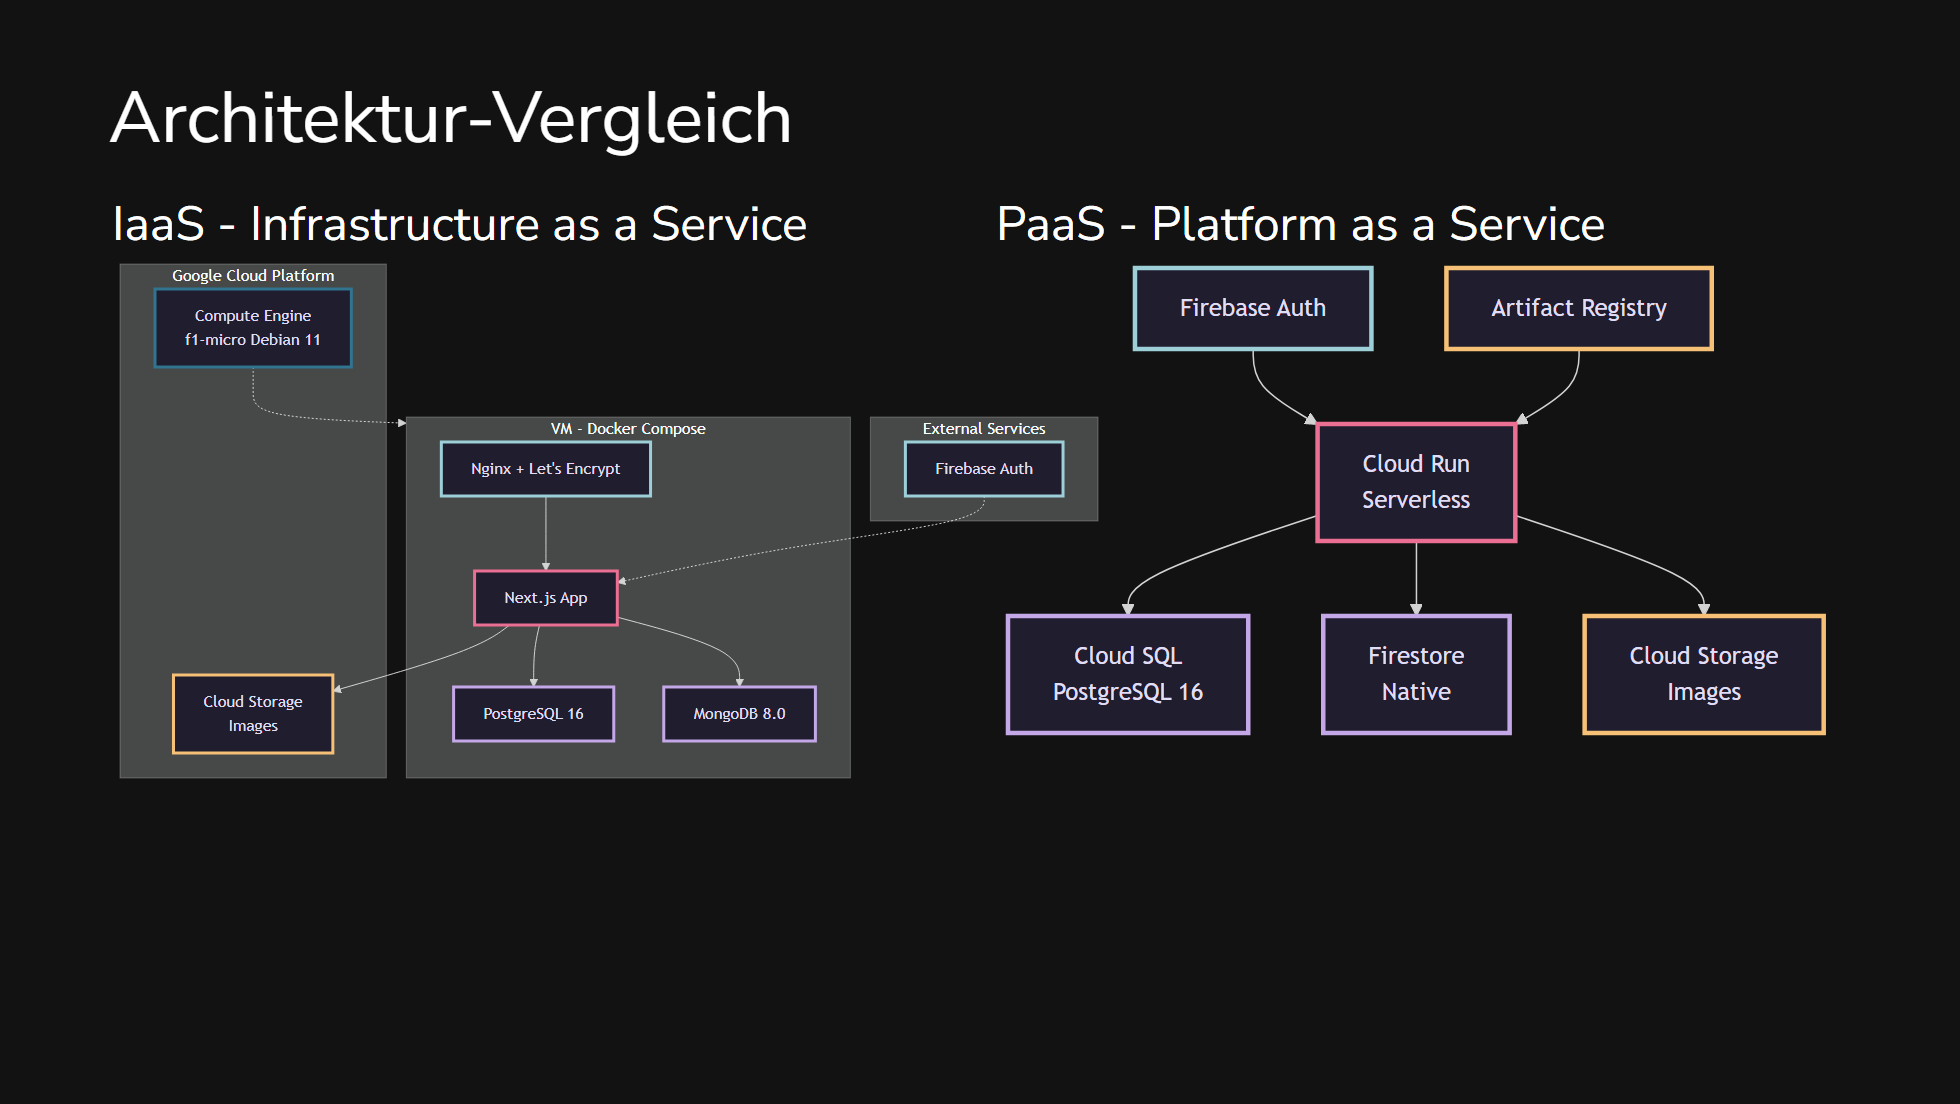 Architektur-Vergleich
IaaS - Infrastructure as a Service
Google Cloud Platform
Compute Engine
f1-micro Debian 11
VM - Docker Compose
Nginx + Let's Encrypt
External Services
Firebase Auth
Next.js App
Cloud Storage
Images
PostgreSQL 16
MongoDB 8.0
PaaS - Platform as a Service
Firebase Auth
Artifact Registry
Cloud Run
Serverless
Cloud SQL
PostgreSQL 16
Firestore
Native
Cloud Storage
Images